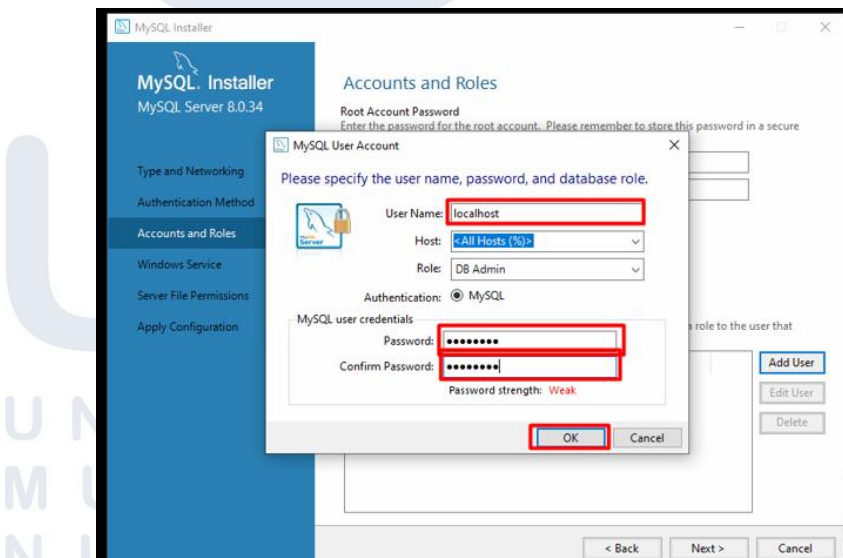 MySQL Installer
MySQL. Installer
MySQL Server 8.0.34
Type and Networking
Authentication Method
Accounts and Roles
Windows Service
Server File Permissions
Apply Configuration
Accounts and Roles
Root Account Password
Enter the password for the root account. Please remember to store this password in a secure
MySQL User Account
Please specify the user name, password, and database role.
Server
User Name: localhost
Host: <All Hosts (%)>
Role: DB Admin
Authentication: MySQL
MySQL user credentials
Password: ●●●●●●●●
Confirm Password: ●●●●●●●●
Password strength: Weak
OK Cancel
a role to the user that
Add User
Edit User
Delete
< Back Next > Cancel
U N
M U